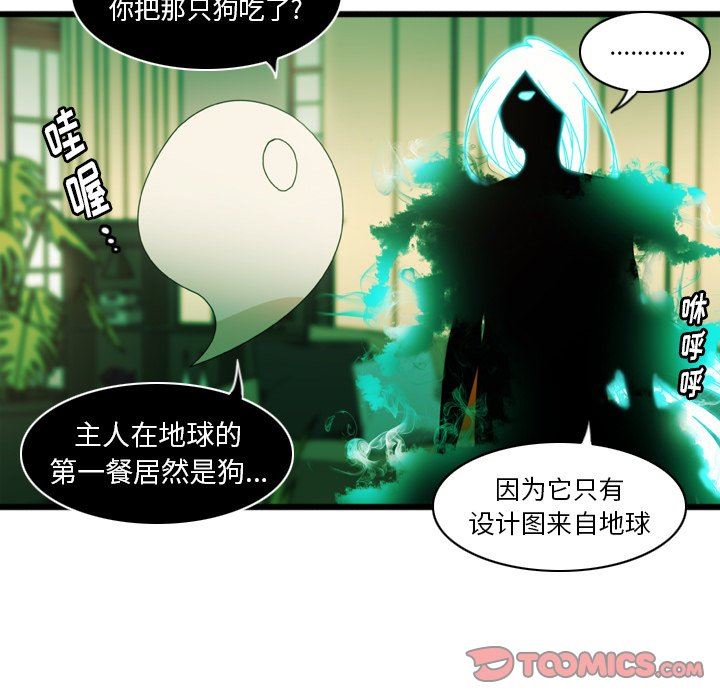 你把那只狗吃了?
…………
哇喔…
咻呼呼
主人在地球的
第一餐居然是狗...
因为它只有
设计图来自地球
TOOMICS.COM